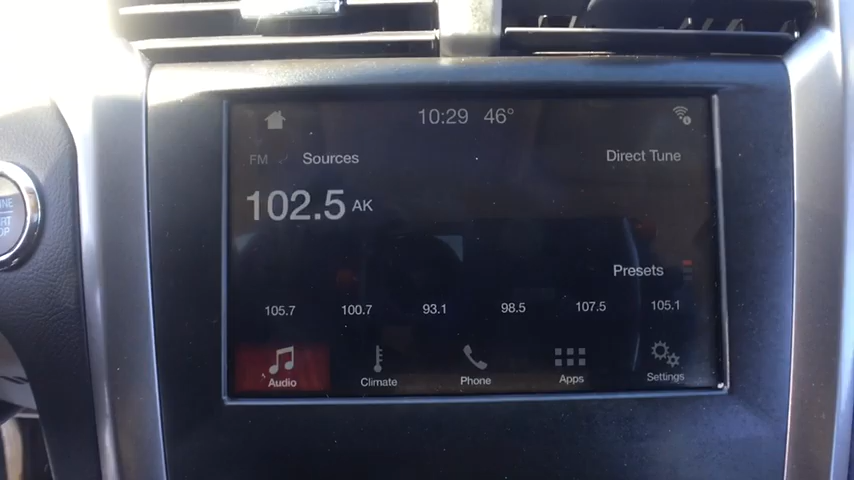 10:29 46°
FM Sources Direct Tune
102.5 AK
Presets
105.7 100.7 93.1 98.5 107.5 105.1
Audio Climate Phone Apps Settings